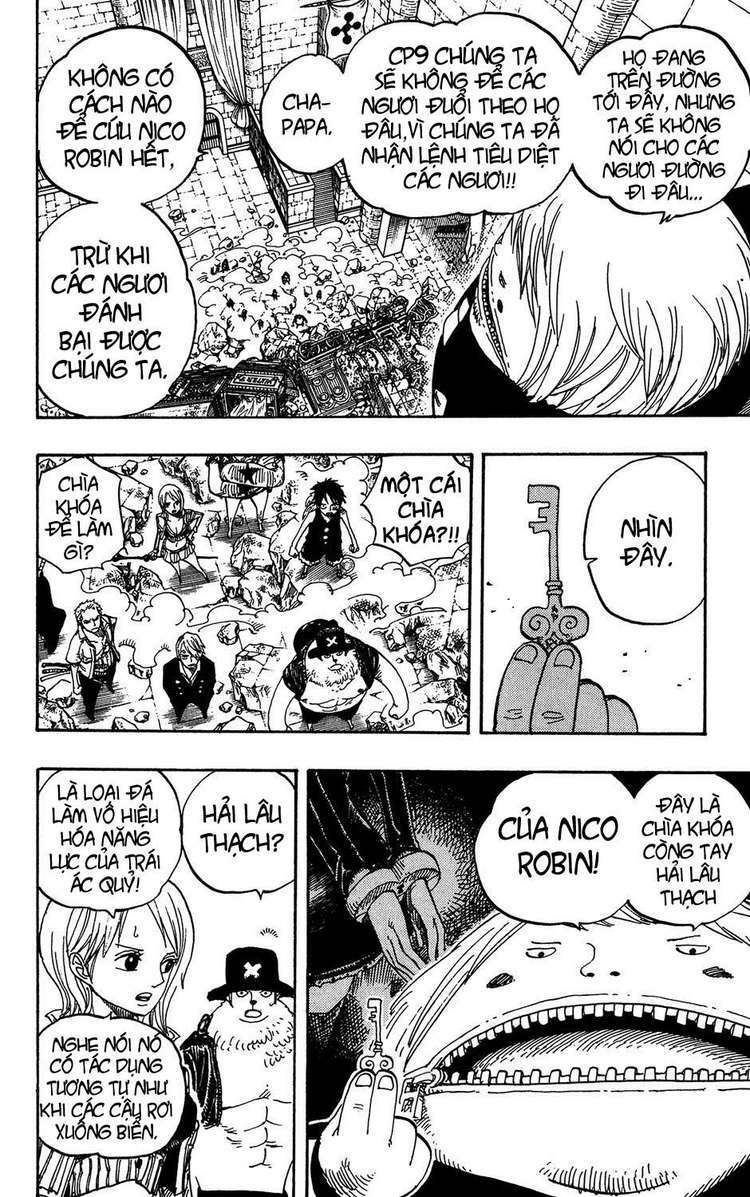 HỌ ĐANG
TRÊN ĐƯỜNG
TỚI ĐÂY, NHƯNG
TA SẼ KHÔNG
NÓI CHO CÁC
NGƯƠI ĐƯỜNG
ĐI ĐÂU...
CP9 CHÚNG TA
SẼ KHÔNG ĐỂ CÁC
NGƯƠI ĐUỔI THEO HỌ
ĐÂU,VÌ CHÚNG TA ĐÃ
NHẬN LỆNH TIÊU DIỆT
CÁC NGƯƠI!!
CHA-
PAPA.
KHÔNG CÓ
CÁCH NÀO
ĐỂ CỨU NICO
ROBIN HẾT,
TRỪ KHI
CÁC NGƯƠI
ĐÁNH
BẠI ĐƯỢC
CHÚNG TA.
NHÌN
ĐÂY.
MỘT CÁI
CHÌA
KHÓA?!!
CHÌA
KHÓA
ĐỂ LÀM
GÌ?
ĐÂY LÀ
CHÌA KHÓA
CÒNG TAY
HẢI LÂU
THẠCH
CỦA NICO
ROBIN!
HẢI LÂU
THẠCH?
LÀ LOẠI ĐÁ
LÀM VÔ HIỆU
HÓA NĂNG
LỰC CỦA TRÁI
ÁC QUỶ!
NGHE NÓI NÓ
CÓ TÁC DỤNG
TƯƠNG TỰ NHƯ
KHI CÁC CẬU RƠI
XUỐNG BIỂN.